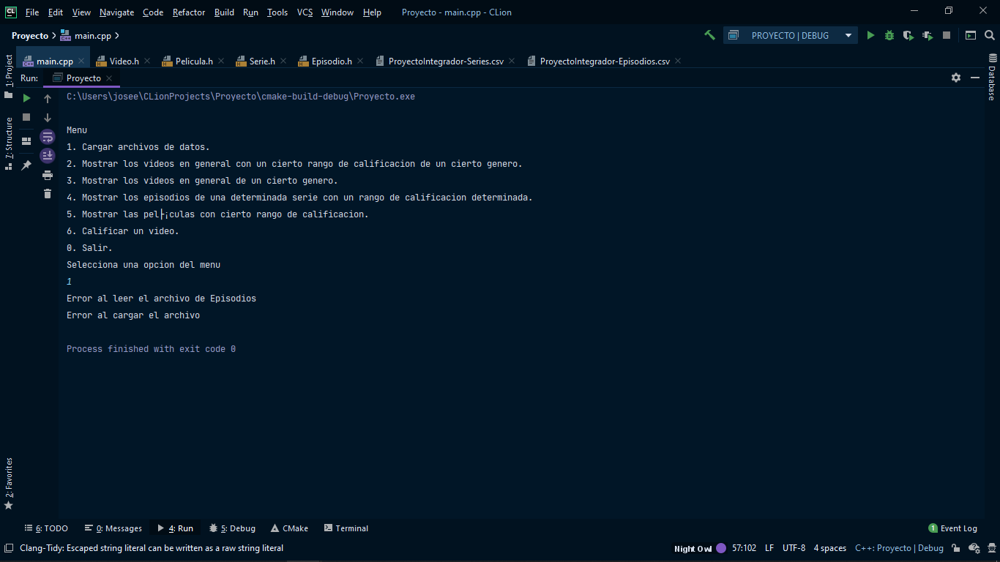 CL File Edit View Navigate Code Refactor Build Run Tools VCS Window Help Proyecto - main.cpp - CLion
Proyecto main.cpp PROYECTO | DEBUG
main.cpp Video.h Pelicula.h Serie.h Episodio.h ProyectoIntegrador-Series.csv ProyectoIntegrador-Episodios.csv
Run: Proyecto
1: Project
7: Structure
2: Favorites
Database
C:\Users\josee\CLionProjects\Proyecto\cmake-build-debug\Proyecto.exe
Menu
1. Cargar archivos de datos.
2. Mostrar los videos en general con un cierto rango de calificacion de un cierto genero.
3. Mostrar los videos en general de un cierto genero.
4. Mostrar los episodios de una determinada serie con un rango de calificacion determinada.
5. Mostrar las pel├¡culas con cierto rango de calificacion.
6. Calificar un video.
0. Salir.
Selecciona una opcion del menu
1
Error al leer el archivo de Episodios
Error al cargar el archivo
Process finished with exit code 0
6: TODO 0: Messages 4: Run 5: Debug CMake Terminal 1 Event Log
Clang-Tidy: Escaped string literal can be written as a raw string literal Night Owl 57:102 LF UTF-8 4 spaces C++: Proyecto | Debug